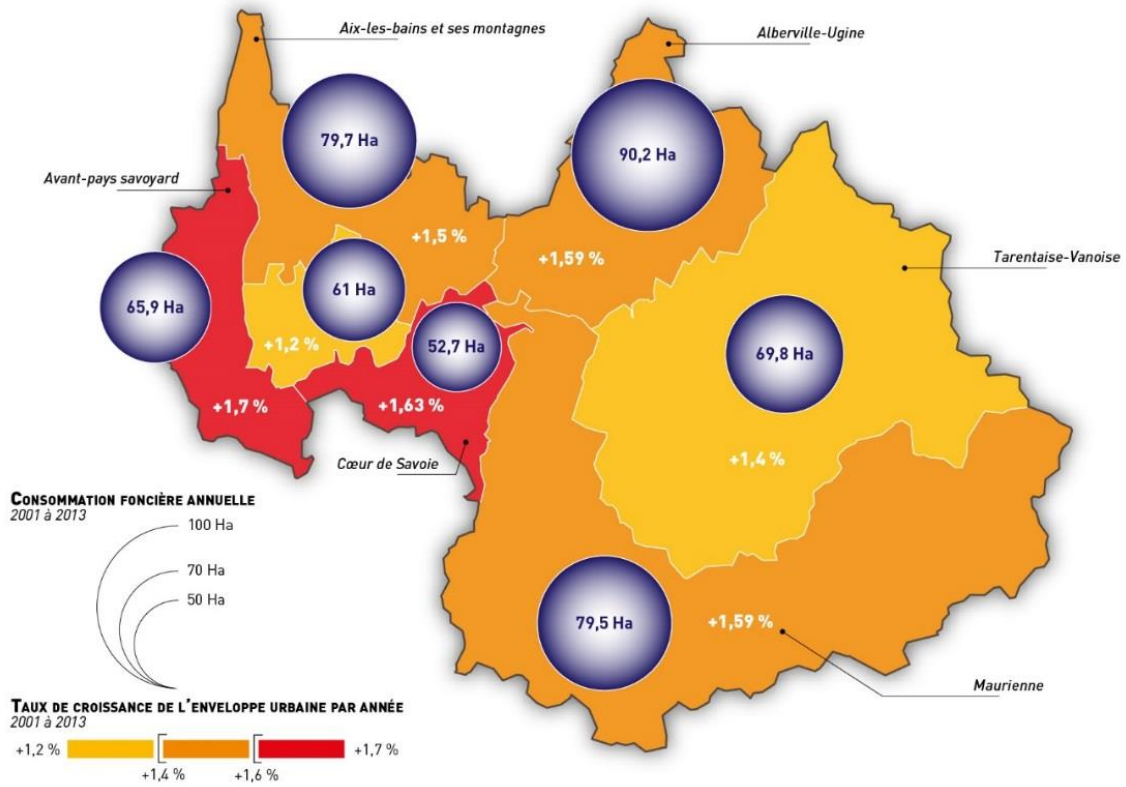 Aix-les-bains et ses montagnes
Alberville-Ugine
79,7 Ha
90,2 Ha
Avant-pays savoyard
+1,5 %
+1,59 %
Tarentaise-Vanoise
65,9 Ha
61 Ha
+1,2 %
52,7 Ha
69,8 Ha
+1,7 %
+1,63 %
+1,4 %
Cœur de Savoie
CONSOMMATION FONCIÈRE ANNUELLE
2001 à 2013
100 Ha
70 Ha
50 Ha
79,5 Ha
+1,59 %
Maurienne
TAUX DE CROISSANCE DE L'ENVELOPPE URBAINE PAR ANNÉE
2001 à 2013
+1,2 %
+1,7 %
+1,4 %
+1,6 %